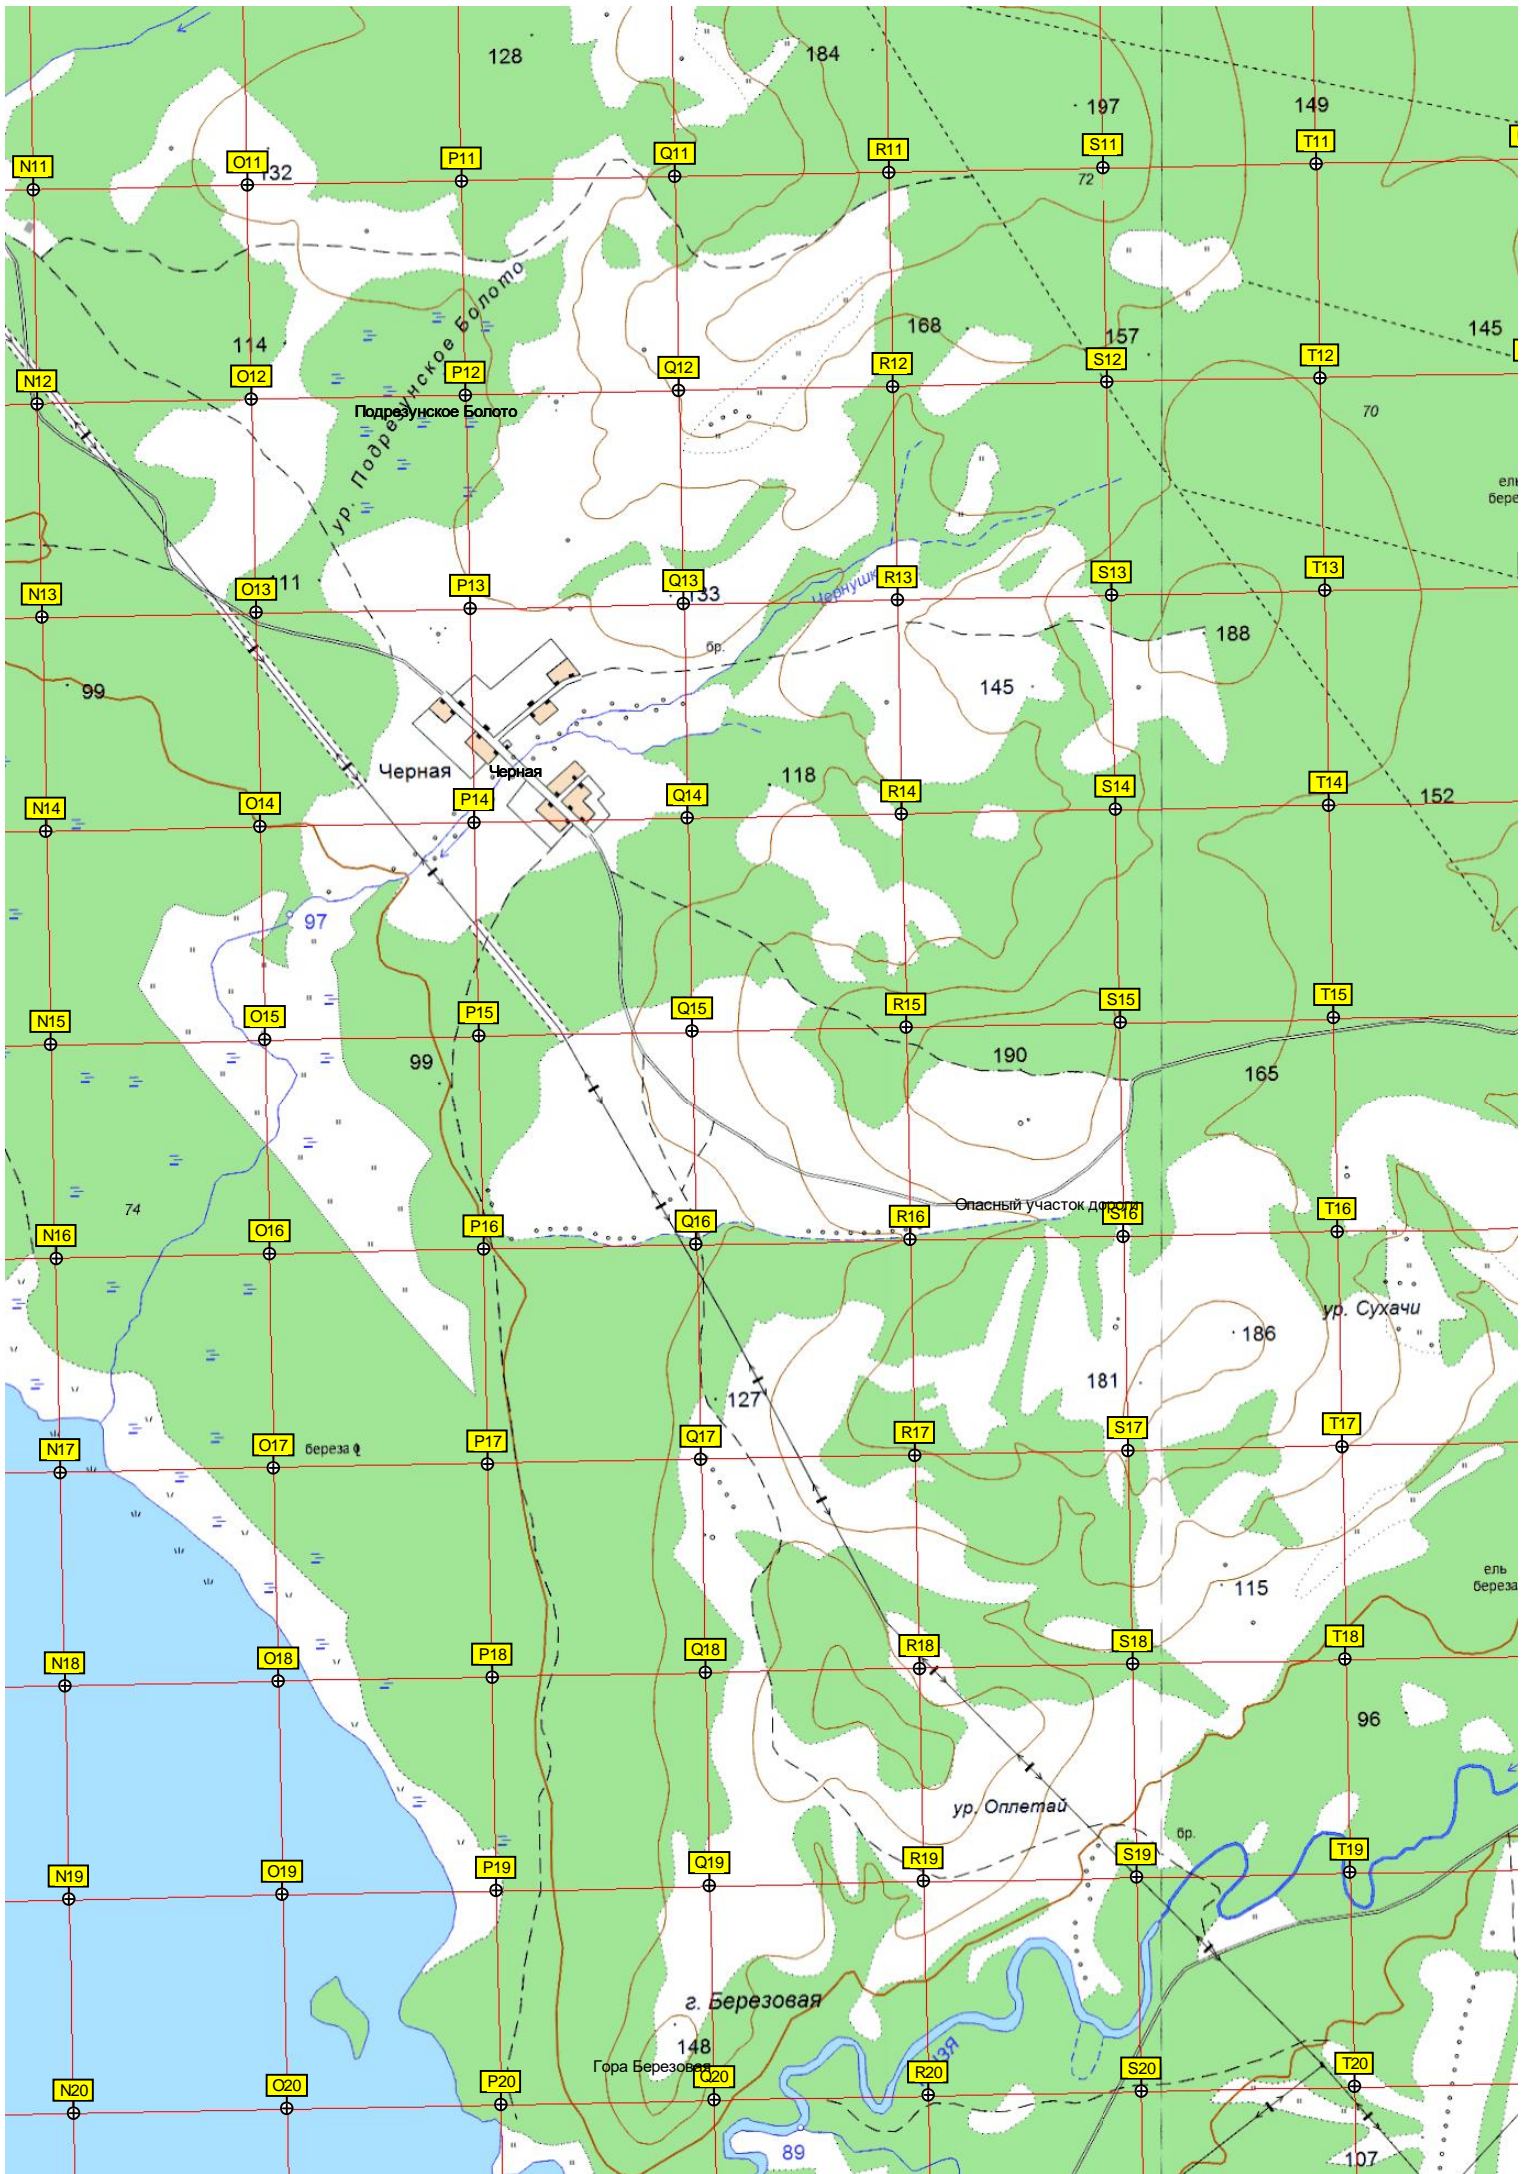 128
184
197
149
N11
O11
132
P11
Q11
R11
S11
T11
72
ур. Подрезунское Болото
114
168
157
145
N12
O12
P12
Q12
R12
S12
T12
Подрезунское Болото
70
ель
N13
O13
111
P13
Q13
133
Чернушка
R13
S13
T13
188
бр.
99
145
Черная
Черная
118
152
N14
O14
P14
Q14
R14
S14
T14
97
N15
O15
P15
Q15
R15
S15
T15
99
190
165
74
Опасный участок дороги
N16
O16
P16
Q16
R16
S16
T16
ур. Сухачи
186
181
127
N17
O17
береза
P17
Q17
R17
S17
T17
115
ель
береза
N18
O18
P18
Q18
R18
S18
T18
96
ур. Оплетай
бр.
N19
O19
P19
Q19
R19
S19
T19
г. Березовая
148
Гора Березовая
N20
O20
P20
Q20
R20
S20
T20
89
107